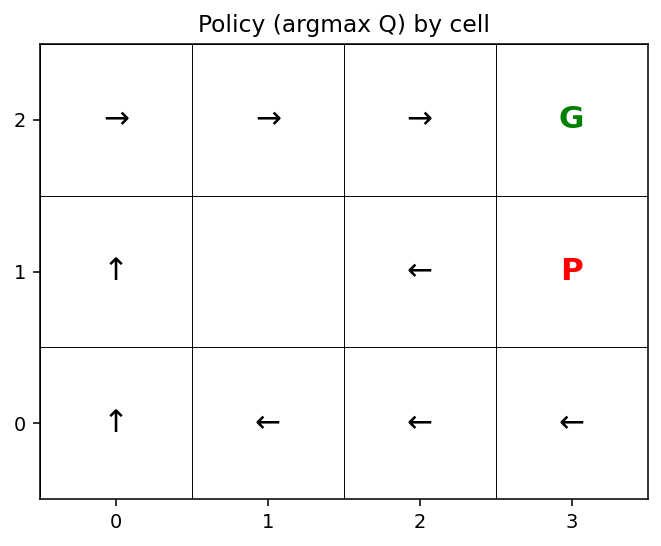 Policy (argmax Q) by cell
2 → → → G
1 ↑ ← P
0 ↑ ← ← ←
0 1 2 3